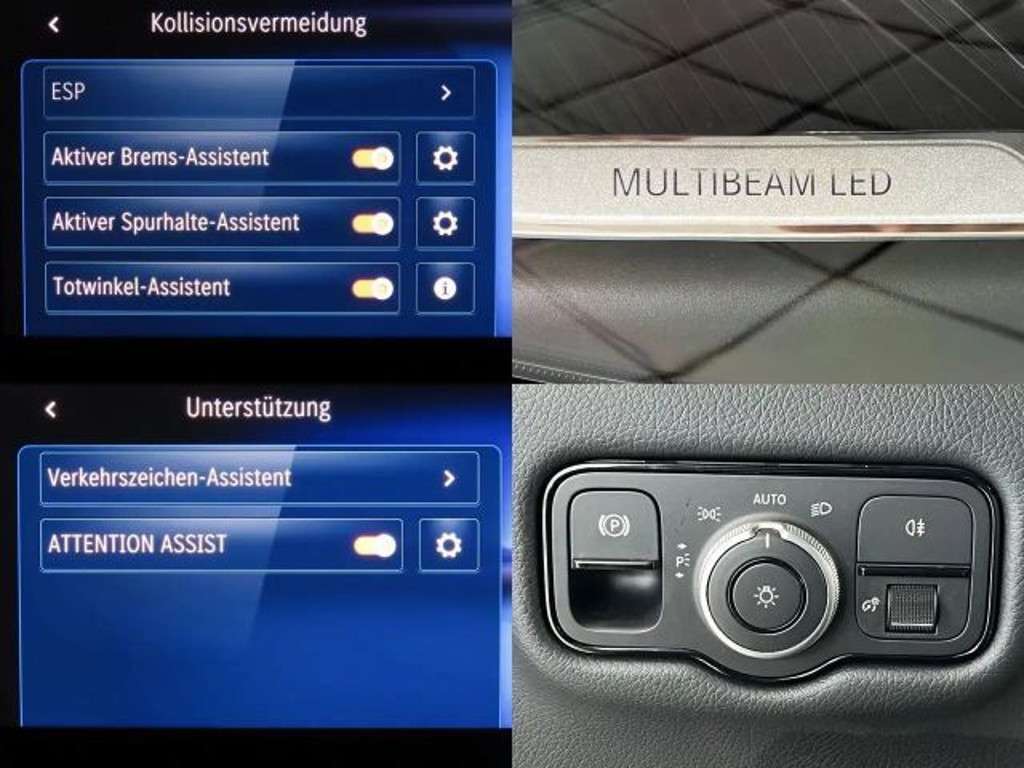 Kollisionsvermeidung
ESP
Aktiver Brems-Assistent
Aktiver Spurhalte-Assistent
Totwinkel-Assistent
MULTIBEAM LED
Unterstützung
Verkehrszeichen-Assistent
ATTENTION ASSIST
AUTO
P
P